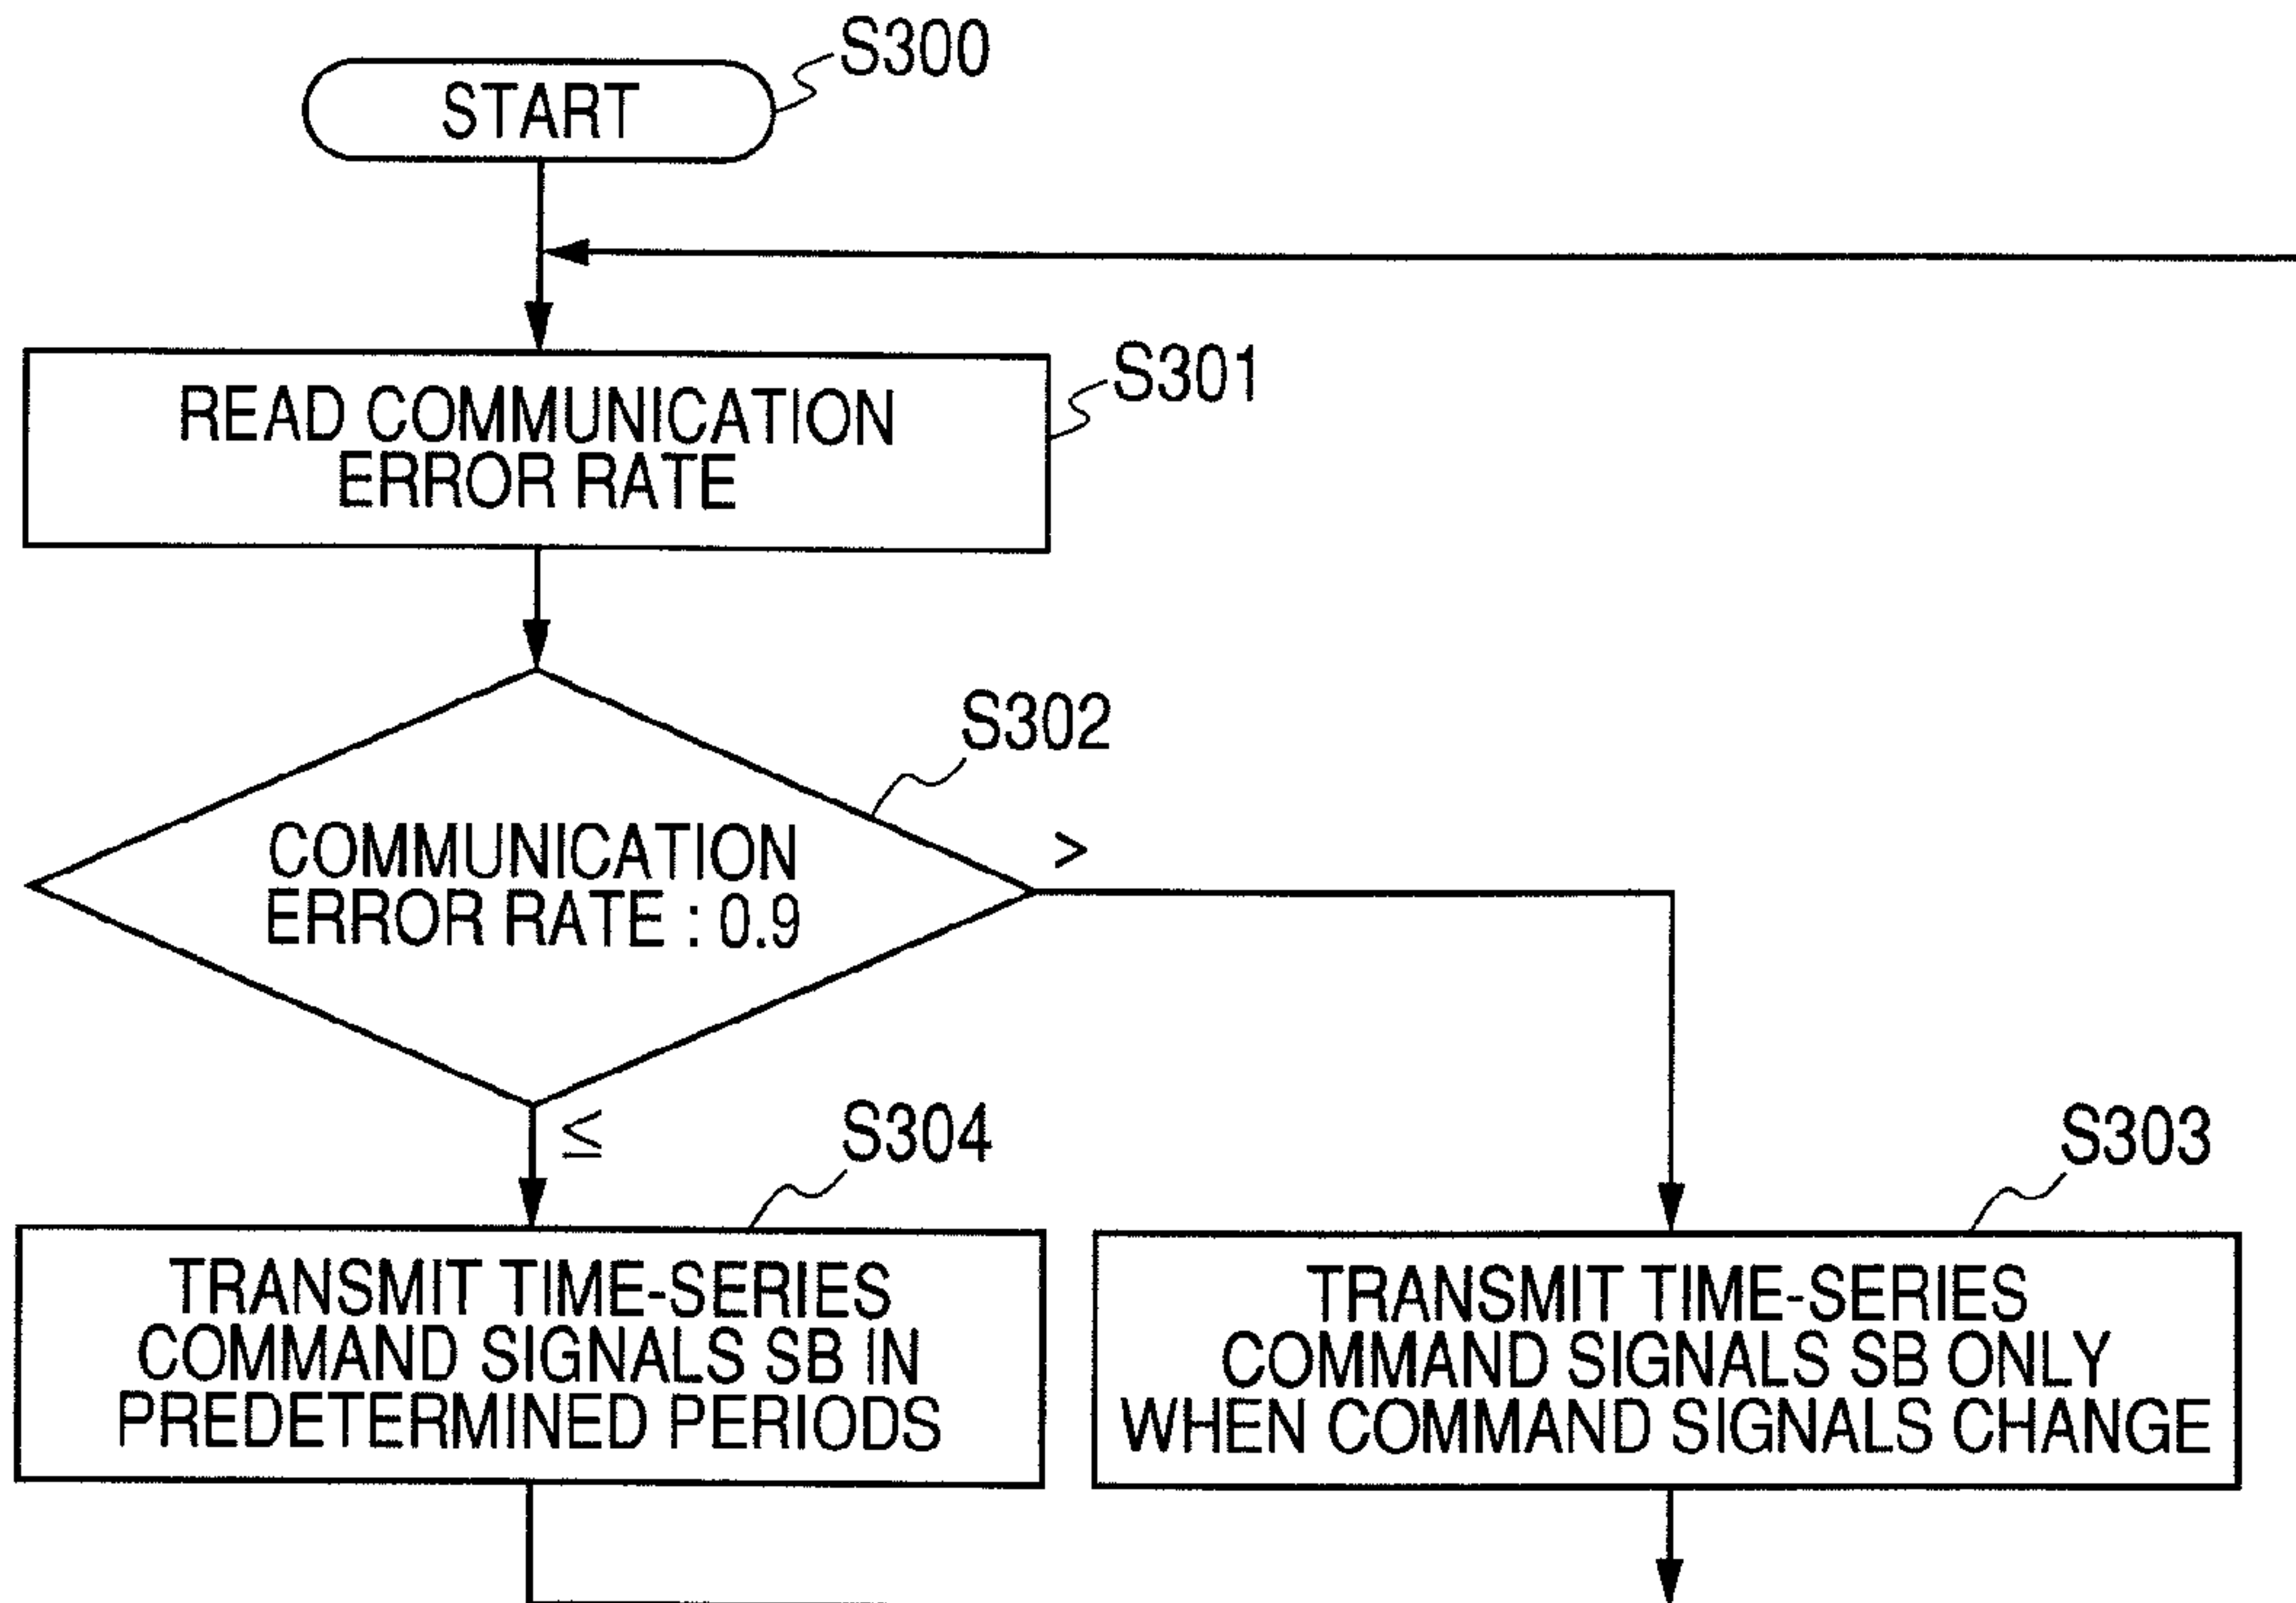 START
S300
READ COMMUNICATION
ERROR RATE
S301
S302
COMMUNICATION
ERROR RATE : 0.9
>
≤
S304
S303
TRANSMIT TIME-SERIES
COMMAND SIGNALS SB IN
PREDETERMINED PERIODS
TRANSMIT TIME-SERIES
COMMAND SIGNALS SB ONLY
WHEN COMMAND SIGNALS CHANGE